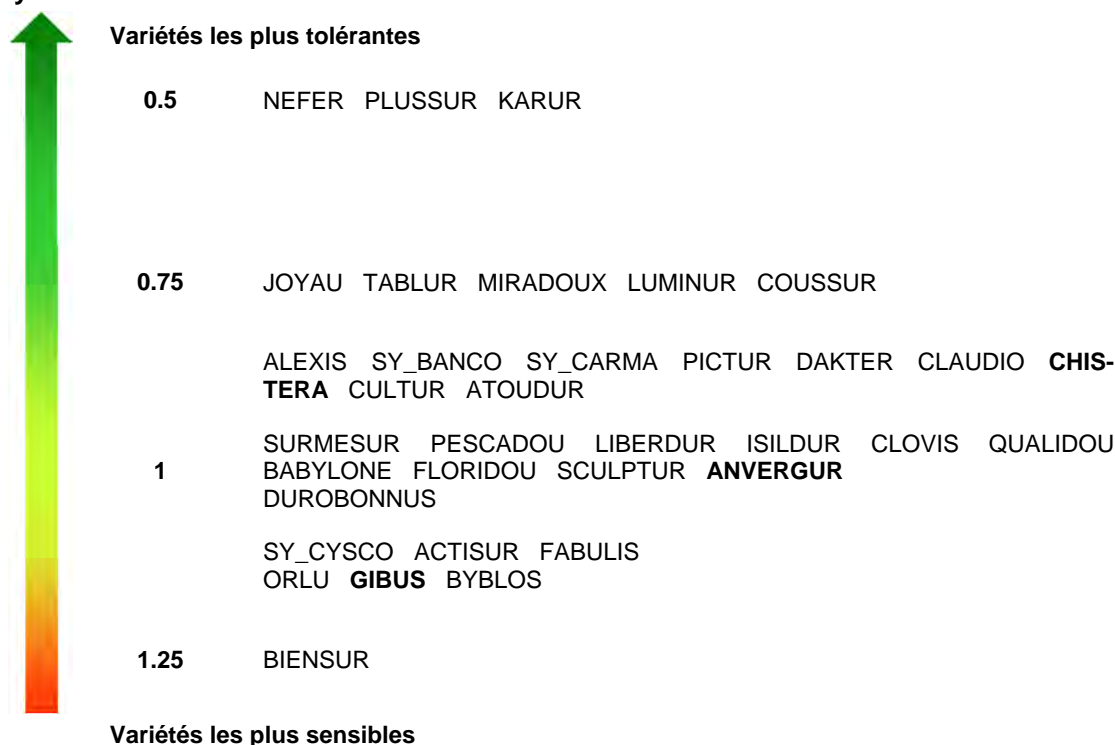 Variétés les plus tolérantes
0.5 NEFER PLUSSUR KARUR
0.75 JOYAU TABLUR MIRADOUX LUMINUR COUSSUR
ALEXIS SY_BANCO SY_CARMA PICTUR DAKTER CLAUDIO CHIS-
TERA CULTUR ATOUDUR
SURMESUR PESCADOU LIBERDUR ISILDUR CLOVIS QUALIDOU
1 BABYLONE FLORIDOU SCULPTUR ANVERGUR
DUROBONNUS
SY_CYSCO ACTISUR FABULIS
ORLU GIBUS BYBLOS
1.25 BIENSUR
Variétés les plus sensibles